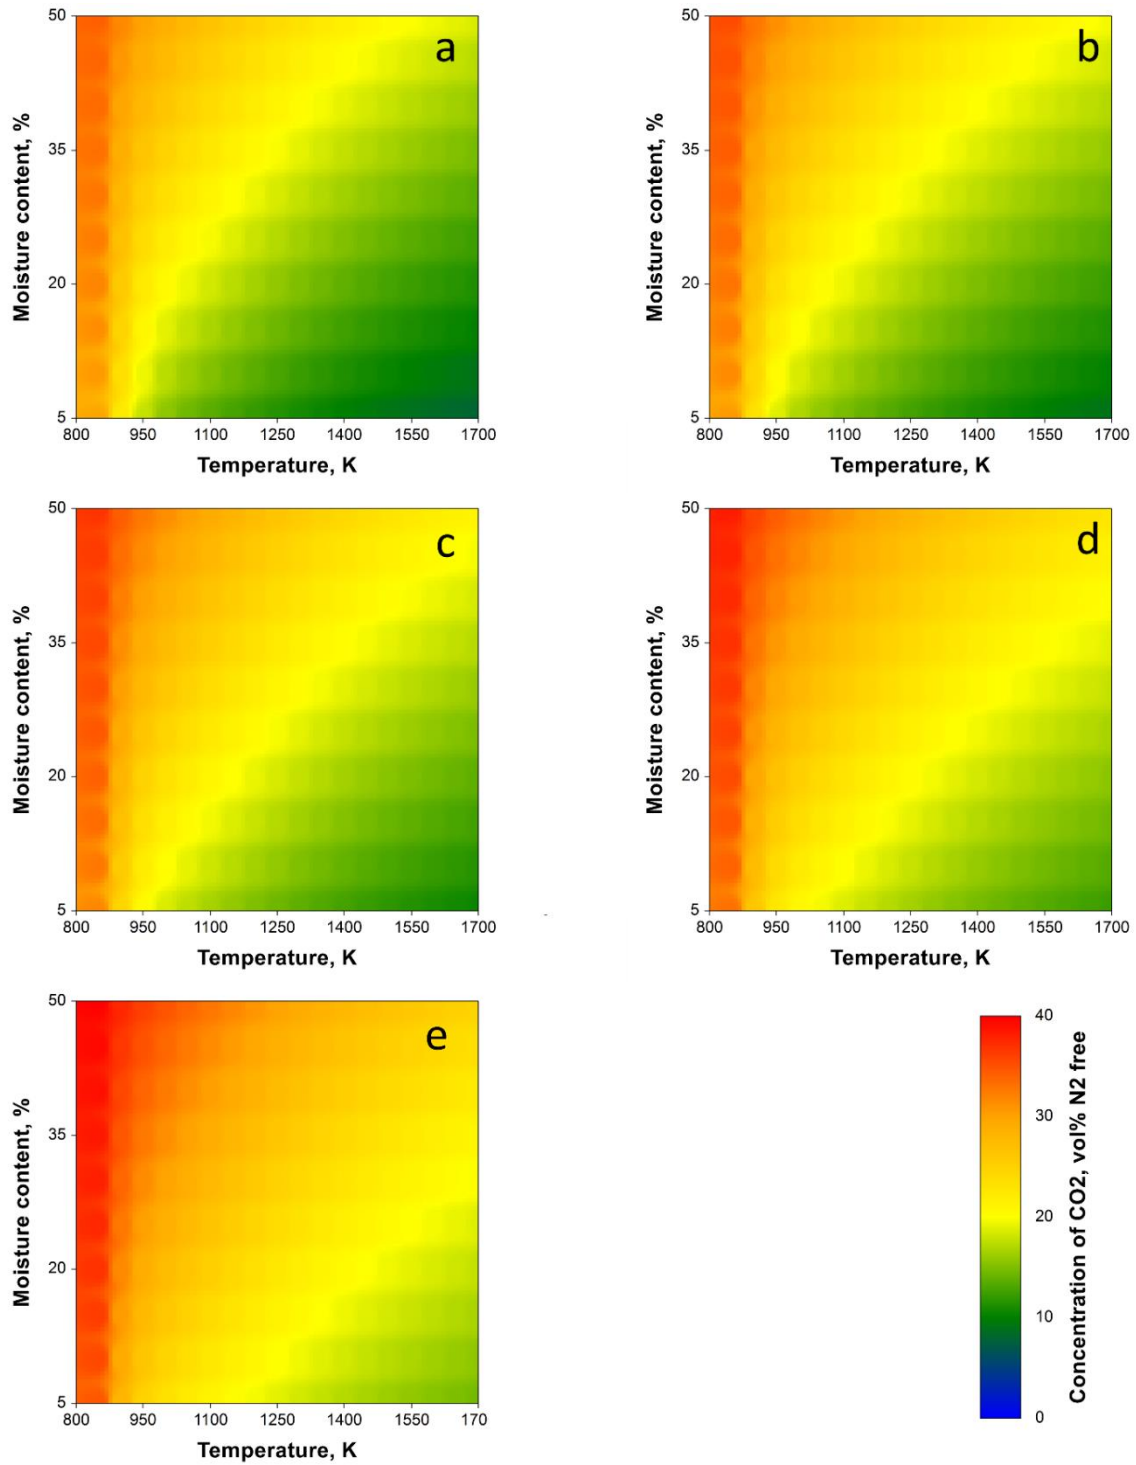 50
a
35
20
5
Moisture content, %
800 950 1100 1250 1400 1550 1700
Temperature, K
50
b
35
20
5
Moisture content, %
800 950 1100 1250 1400 1550 1700
Temperature, K
50
c
35
20
5
Moisture content, %
800 950 1100 1250 1400 1550 1700
Temperature, K
50
d
35
20
5
Moisture content, %
800 950 1100 1250 1400 1550 1700
Temperature, K
50
e
35
20
5
Moisture content, %
800 950 1100 1250 1400 1550 170
Temperature, K
40
30
20
10
0
Concentration of CO2, vol% N2 free